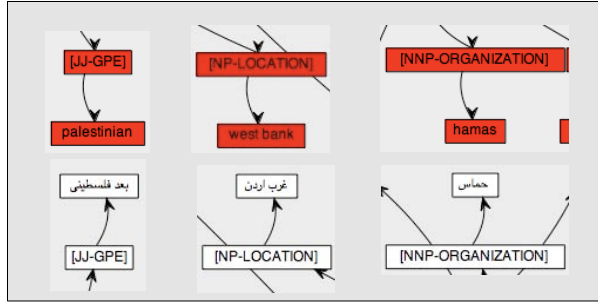 [JJ-GPE]
[NP-LOCATION]
[NNP-ORGANIZATION]
palestinian
west bank
hamas
بعد فلسطینی
غرب اردن
حماس
[JJ-GPE]
[NP-LOCATION]
[NNP-ORGANIZATION]